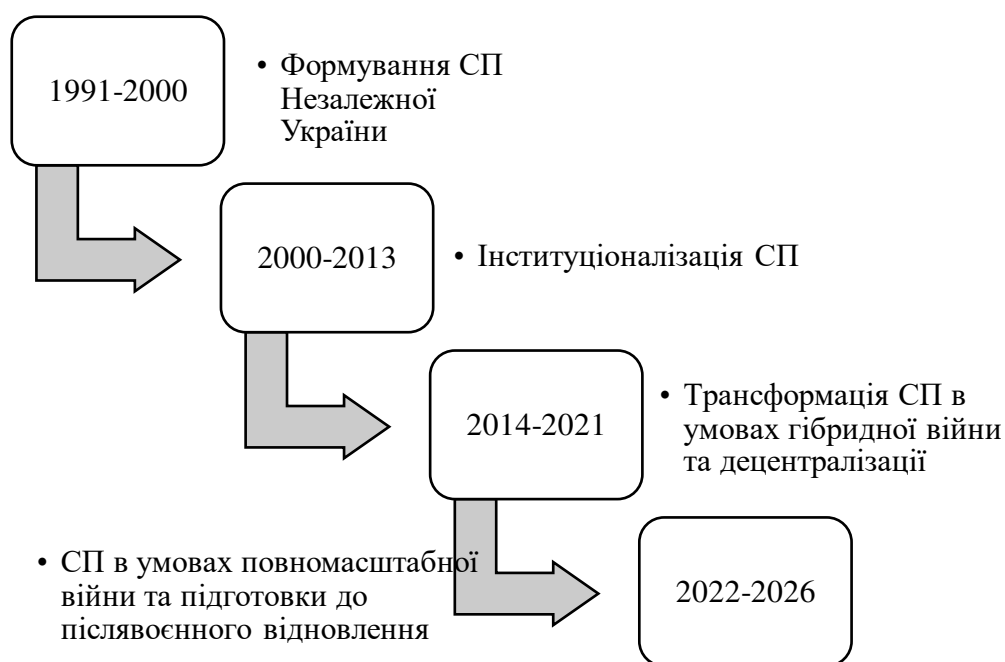 1991-2000
• Формування СП
Незалежної
України
2000-2013
• Інституціоналізація СП
2014-2021
• Трансформація СП в
умовах гібридної війни
та децентралізації
• СП в умовах повномасштабної
війни та підготовки до
післявоєнного відновлення
2022-2026